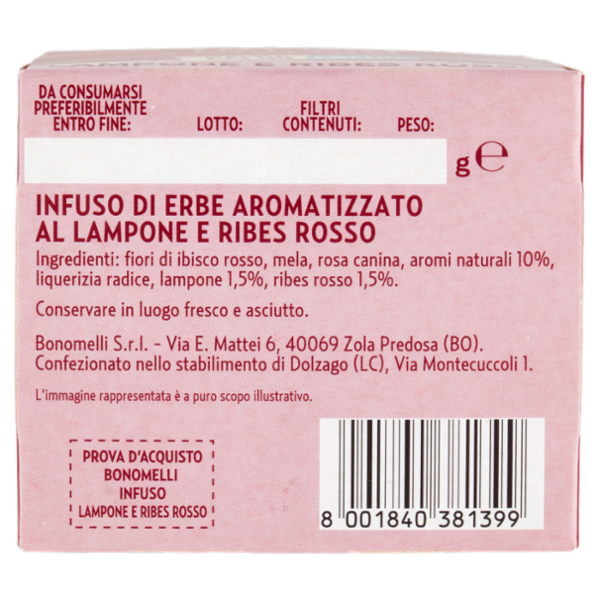 LAMPONE E RIBES ROSSO
DA CONSUMARSI
PREFERIBILMENTE
ENTRO FINE:
LOTTO:
FILTRI
CONTENUTI:
PESO:
g e
INFUSO DI ERBE AROMATIZZATO
AL LAMPONE E RIBES ROSSO
Ingredienti: fiori di ibisco rosso, mela, rosa canina, aromi naturali 10%,
liquerizia radice, lampone 1,5%, ribes rosso 1,5%.
Conservare in luogo fresco e asciutto.
Bonomelli S.r.l. - Via E. Mattei 6, 40069 Zola Predosa (BO).
Confezionato nello stabilimento di Dolzago (LC), Via Montecuccoli 1.
L'immagine rappresentata è a puro scopo illustrativo.
PROVA D'ACQUISTO
BONOMELLI
INFUSO
LAMPONE E RIBES ROSSO
8 001840 381399